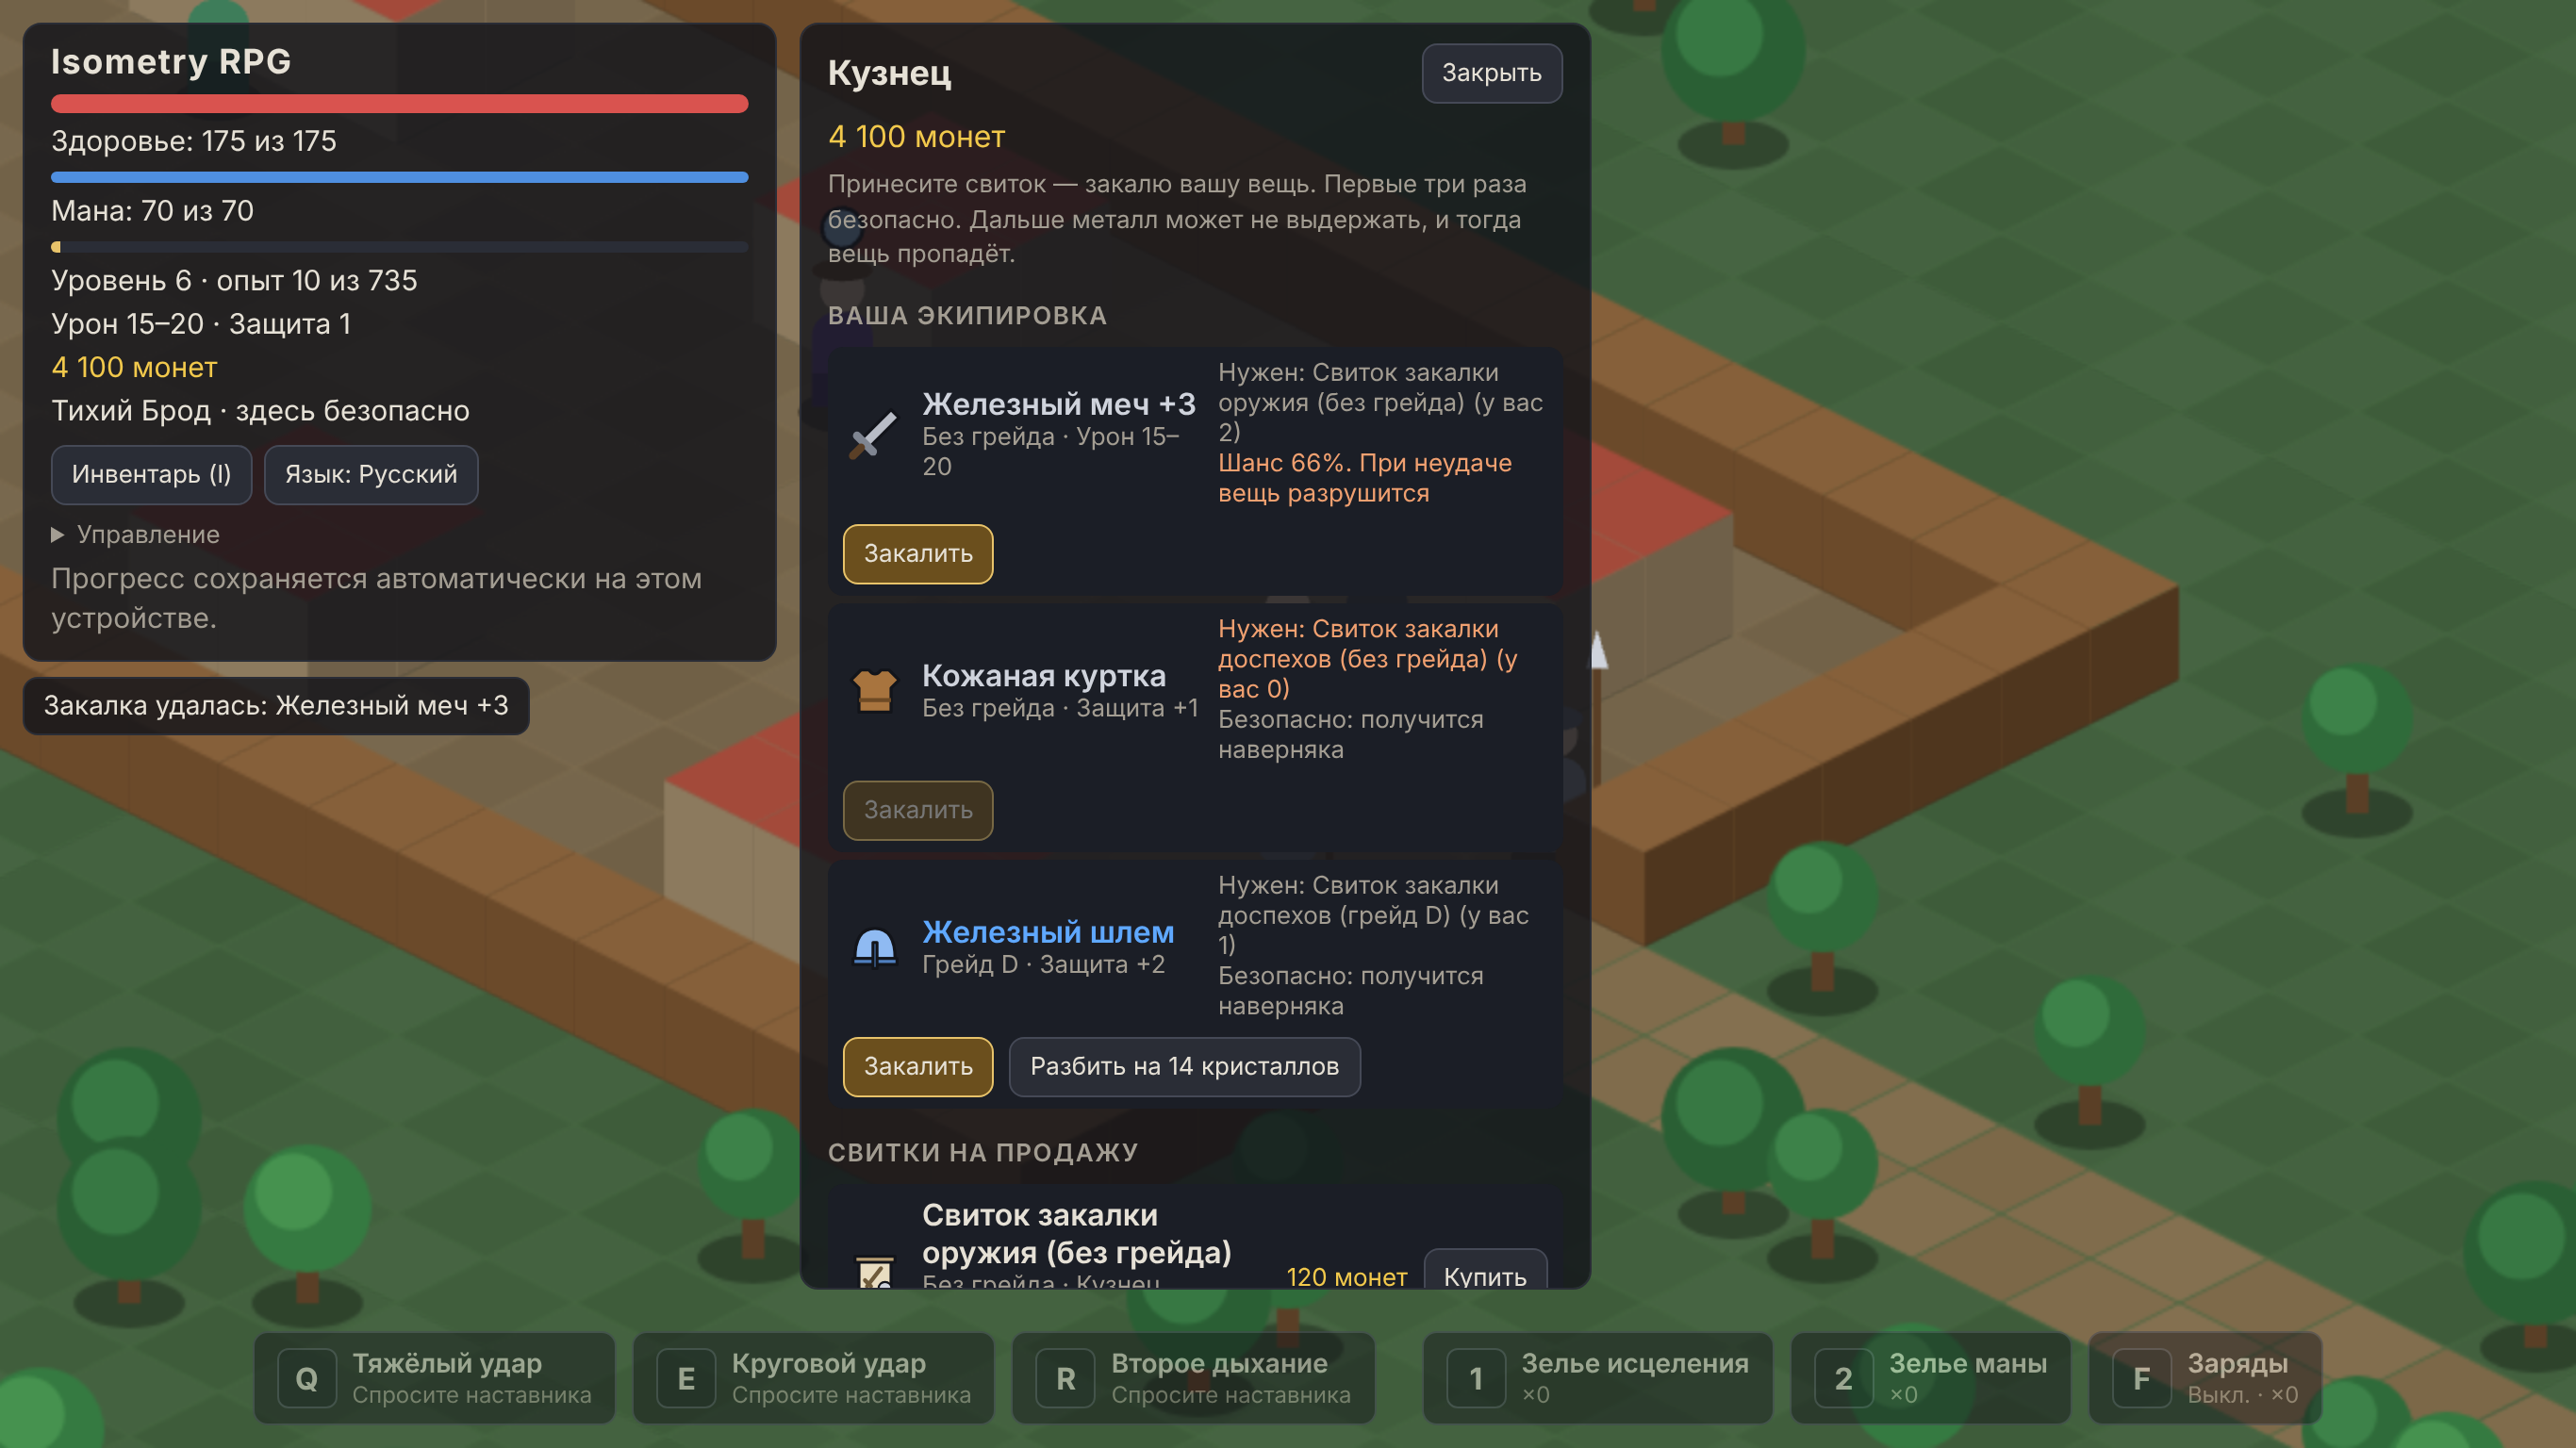 Isometry RPG
Здоровье: 175 из 175
Мана: 70 из 70
Уровень 6 · опыт 10 из 735
Урон 15–20 · Защита 1
4 100 монет
Тихий Брод · здесь безопасно
Инвентарь (I)
Язык: Русский
Управление
Прогресс сохраняется автоматически на этом
устройстве.
Закалка удалась: Железный меч +3
Кузнец
Закрыть
4 100 монет
Принесите свиток — закалю вашу вещь. Первые три раза
безопасно. Дальше металл может не выдержать, и тогда
вещь пропадёт.
ВАША ЭКИПИРОВКА
Железный меч +3
Без грейда · Урон 15–
20
Нужен: Свиток закалки
оружия (без грейда) (у вас
2)
Шанс 66%. При неудаче
вещь разрушится
Закалить
Кожаная куртка
Без грейда · Защита +1
Нужен: Свиток закалки
доспехов (без грейда) (у
вас 0)
Безопасно: получится
наверняка
Закалить
Железный шлем
Грейд D · Защита +2
Нужен: Свиток закалки
доспехов (грейд D) (у вас
1)
Безопасно: получится
наверняка
Закалить
Разбить на 14 кристаллов
СВИТКИ НА ПРОДАЖУ
Свиток закалки
оружия (без грейда)
Без грейда · Кузнец
120 монет
Купить
Q
Тяжёлый удар
Спросите наставника
E
Круговой удар
Спросите наставника
R
Второе дыхание
Спросите наставника
1
Зелье исцеления
×0
2
Зелье маны
×0
F
Заряды
Выкл. · ×0